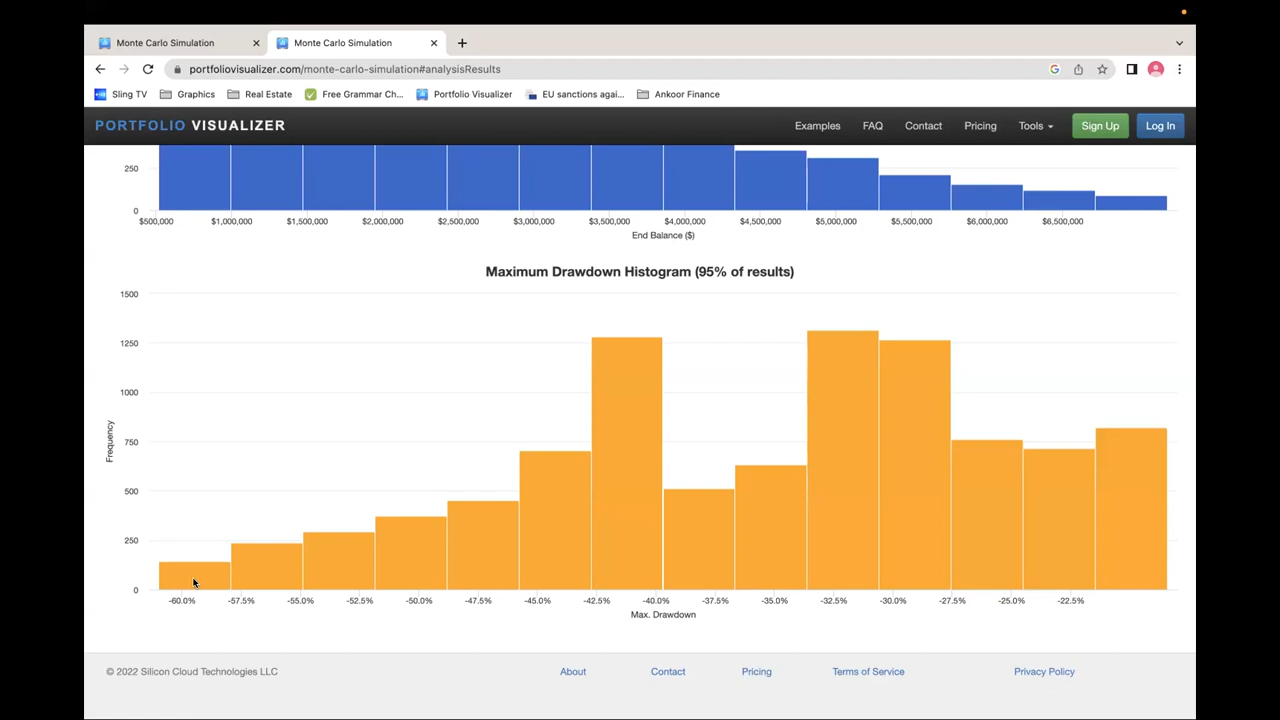 Monte Carlo Simulation
Monte Carlo Simulation
portfoliovisualizer.com/monte-carlo-simulation#analysisResults
Sling TV Graphics Real Estate Free Grammar Ch... Portfolio Visualizer EU sanctions agai... Ankoor Finance
PORTFOLIO VISUALIZER Examples FAQ Contact Pricing Tools Sign Up Log In
250
0
$500,000 $1,000,000 $1,500,000 $2,000,000 $2,500,000 $3,000,000 $3,500,000 $4,000,000 $4,500,000 $5,000,000 $5,500,000 $6,000,000 $6,500,000
End Balance ($)
Maximum Drawdown Histogram (95% of results)
1500
1250
1000
750
500
250
0
Frequency
-60.0% -57.5% -55.0% -52.5% -50.0% -47.5% -45.0% -42.5% -40.0% -37.5% -35.0% -32.5% -30.0% -27.5% -25.0% -22.5%
Max. Drawdown
© 2022 Silicon Cloud Technologies LLC About Contact Pricing Terms of Service Privacy Policy